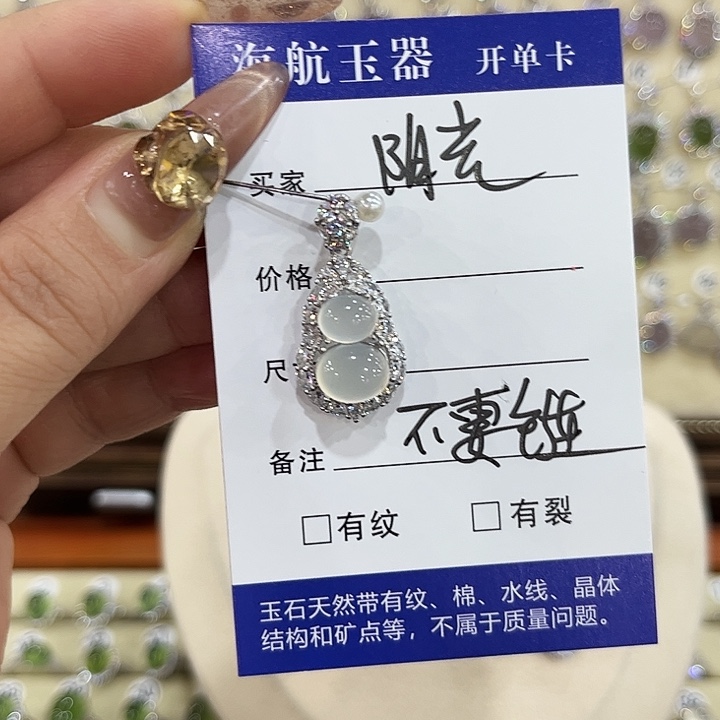 海航玉器 开单卡
买家 阳光
价格
尺
备注 不要链
□有纹 □有裂
玉石天然带有纹、棉、水线、晶体
结构和矿点等，不属于质量问题。